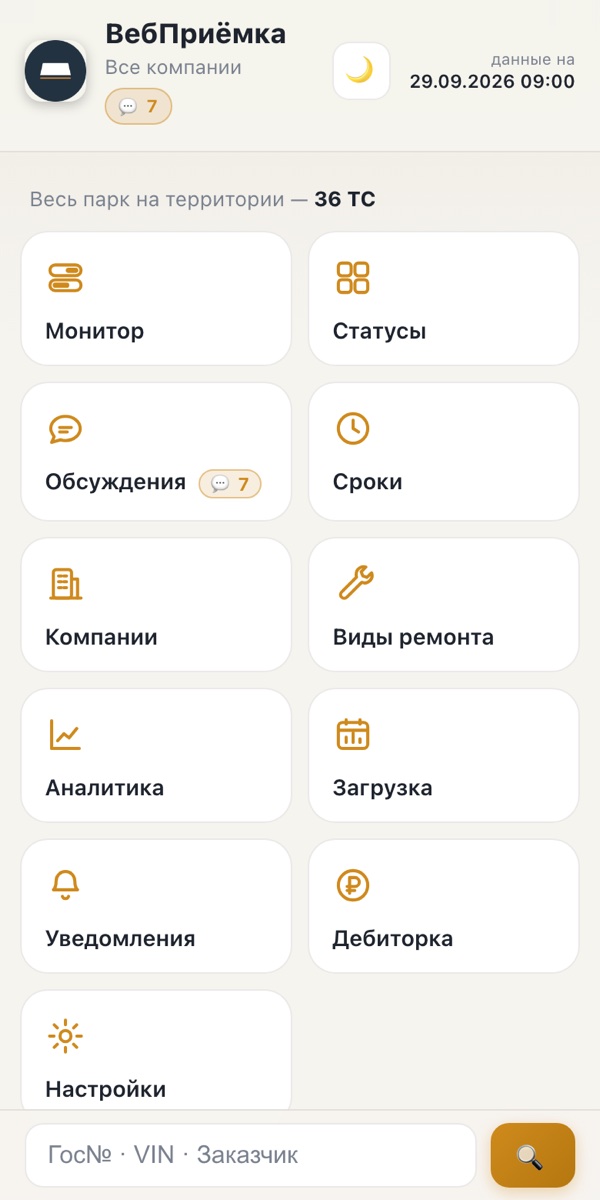 ВебПриёмка
Все компании
💬 7
данные на
29.09.2026 09:00
Весь парк на территории — 36 ТС
Монитор
Статусы
Обсуждения 💬 7
Сроки
Компании
Виды ремонта
Аналитика
Загрузка
Уведомления
Дебиторка
Настройки
Гос№ · VIN · Заказчик